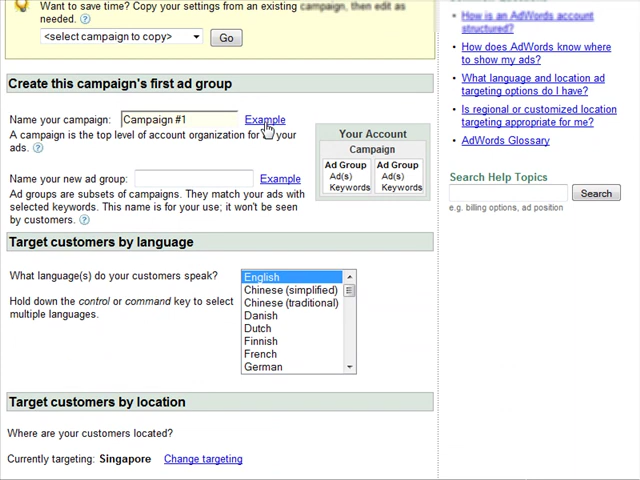 Want to save time? Copy your settings from an existing campaign, then edit as
needed.
<select campaign to copy>
Go
Create this campaign's first ad group
Name your campaign: Campaign #1 Example
A campaign is the top level of account organization for your
ads.
Name your new ad group: Example
Ad groups are subsets of campaigns. They match your ads with
selected keywords. This name is for your use; it won't be seen
by customers.
Your Account
Campaign
Ad Group Ad Group
Ad(s) Ad(s)
Keywords Keywords
Target customers by language
What language(s) do your customers speak?
Hold down the control or command key to select
multiple languages.
English
Chinese (simplified)
Chinese (traditional)
Danish
Dutch
Finnish
French
German
Target customers by location
Where are your customers located?
Currently targeting: Singapore Change targeting
How is an AdWords account
structured?
How does AdWords know where
to show my ads?
What language and location ad
targeting options do I have?
Is regional or customized location
targeting appropriate for me?
AdWords Glossary
Search Help Topics
Search
e.g. billing options, ad position